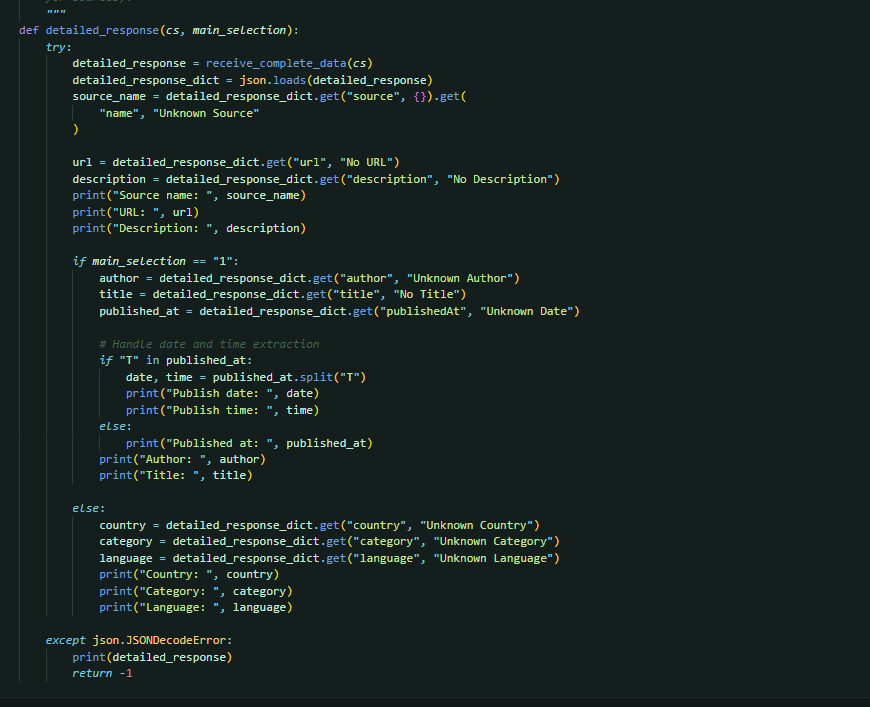 """
def detailed_response(cs, main_selection):
try:
detailed_response = receive_complete_data(cs)
detailed_response_dict = json.loads(detailed_response)
source_name = detailed_response_dict.get("source", {}).get(
"name", "Unknown Source"
)
url = detailed_response_dict.get("url", "No URL")
description = detailed_response_dict.get("description", "No Description")
print("Source name: ", source_name)
print("URL: ", url)
print("Description: ", description)
if main_selection == "1":
author = detailed_response_dict.get("author", "Unknown Author")
title = detailed_response_dict.get("title", "No Title")
published_at = detailed_response_dict.get("publishedAt", "Unknown Date")
# Handle date and time extraction
if "T" in published_at:
date, time = published_at.split("T")
print("Publish date: ", date)
print("Publish time: ", time)
else:
print("Published at: ", published_at)
print("Author: ", author)
print("Title: ", title)
else:
country = detailed_response_dict.get("country", "Unknown Country")
category = detailed_response_dict.get("category", "Unknown Category")
language = detailed_response_dict.get("language", "Unknown Language")
print("Country: ", country)
print("Category: ", category)
print("Language: ", language)
except json.JSONDecodeError:
print(detailed_response)
return -1